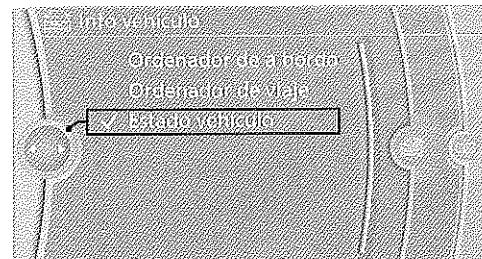 Info vehículo
Ordenador de a bordo
Ordenador de viaje
✓ Estado vehículo